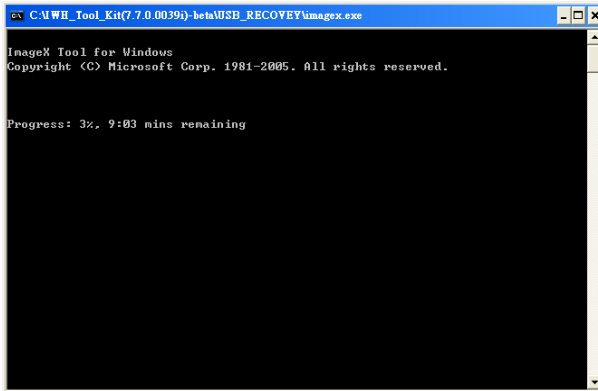 C:\IWH_Tool_Kit(7.7.0.0039i)-beta\USB_RECOVEY\imagex.exe
ImageX Tool for Windows
Copyright (C) Microsoft Corp. 1981-2005. All rights reserved.
Progress: 3%, 9:03 mins remaining